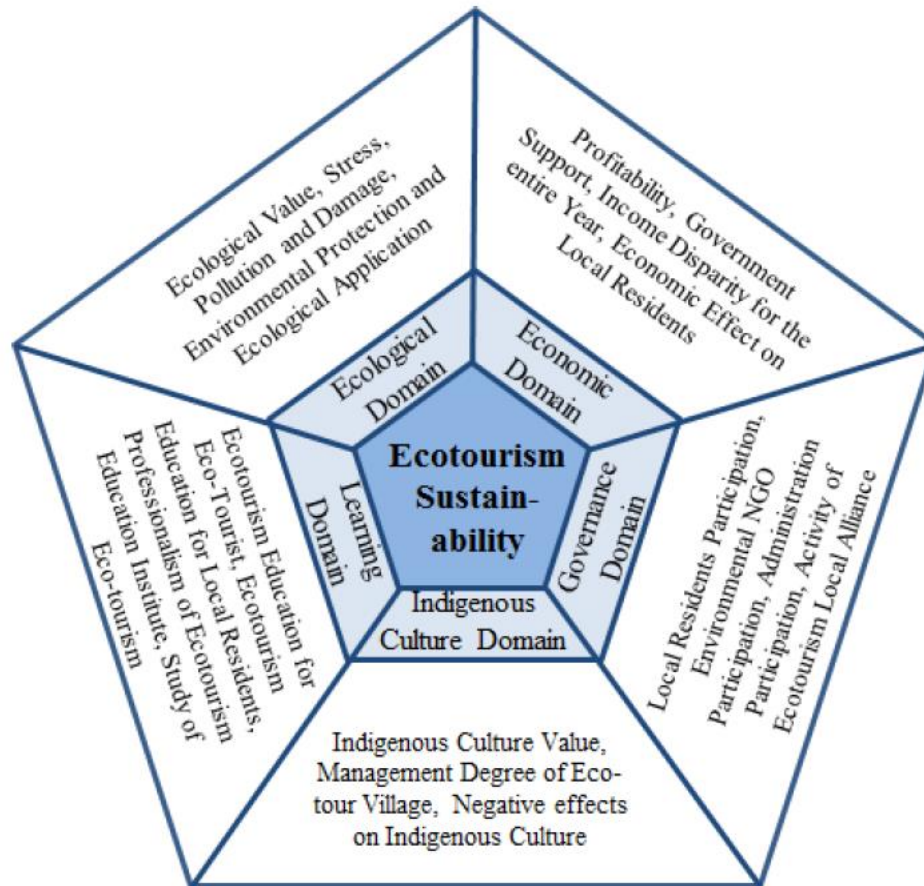 Ecological Value, Stress,
Pollution and Damage,
Environmental Protection and
Ecological Application
Profitability, Government
Support, Income Disparity for the
entire Year, Economic Effect on
Local Residents
Ecological
Domain
Economic
Domain
Ecotourism
Sustain-
ability
Learning
Domain
Governance
Domain
Indigenous
Culture Domain
Ecotourism Education for
Eco-Tourist, Ecotourism
Education for Local Residents,
Professionalism of Ecotourism
Education Institute, Study of
Eco-tourism
Local Residents Participation,
Environmental NGO
Participation, Administration
Participation, Activity of
Ecotourism Local Alliance
Indigenous Culture Value,
Management Degree of Eco-
tour Village, Negative effects
on Indigenous Culture